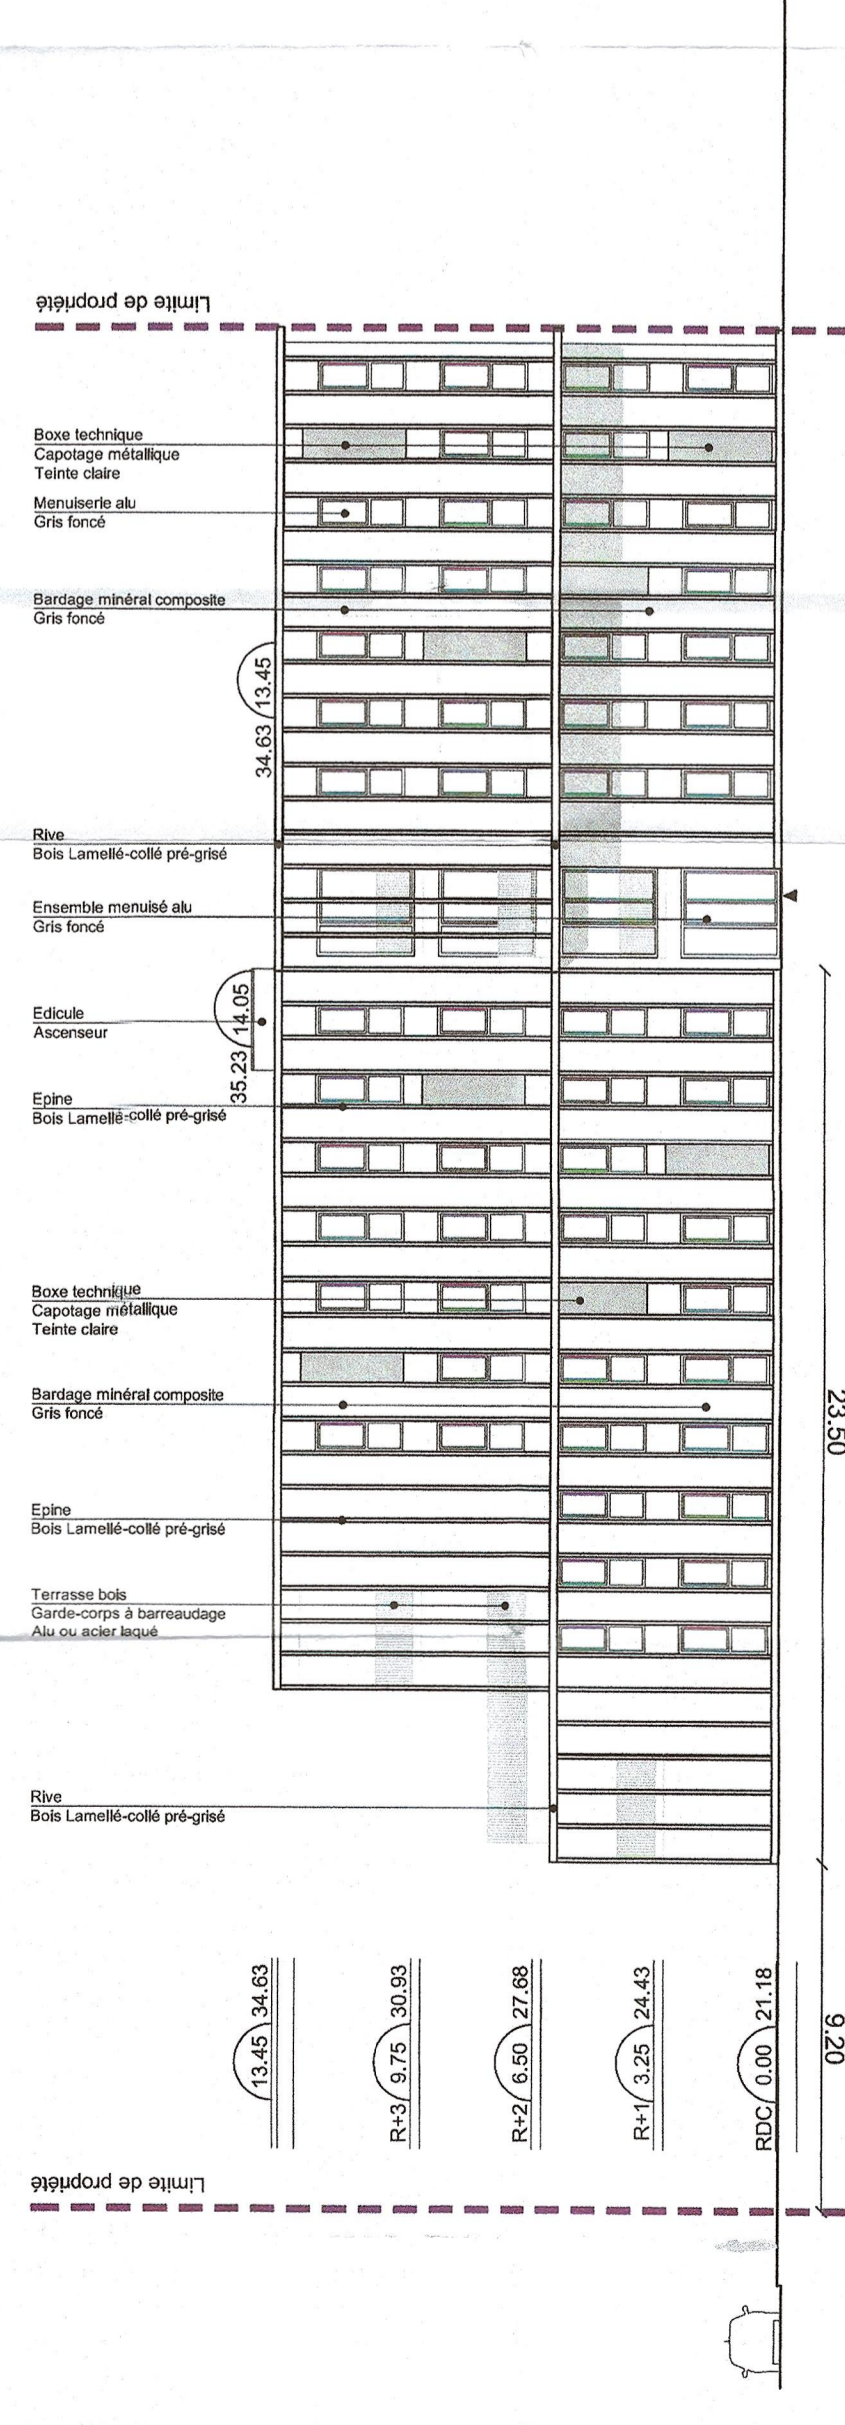 Limite de propriété
Boxe technique
Capotage métallique
Teinte claire
Menuiserie alu
Gris foncé
Bardage minéral composite
Gris foncé
34.63 13.45
Rive
Bois Lamellé-collé pré-grisé
Ensemble menuisé alu
Gris foncé
35.23 14.05
Edicule
Ascenseur
Epine
Bois Lamellé-collé pré-grisé
Boxe technique
Capotage métallique
Teinte claire
Bardage minéral composite
Gris foncé
23.50
Epine
Bois Lamellé-collé pré-grisé
Terrasse bois
Garde-corps à barreaudage
Alu ou acier laqué
Rive
Bois Lamellé-collé pré-grisé
13.45 34.63
R+3 9.75 30.93
R+2 6.50 27.68
R+1 3.25 24.43
RDC 0.00 21.18
9.20
Limite de propriété